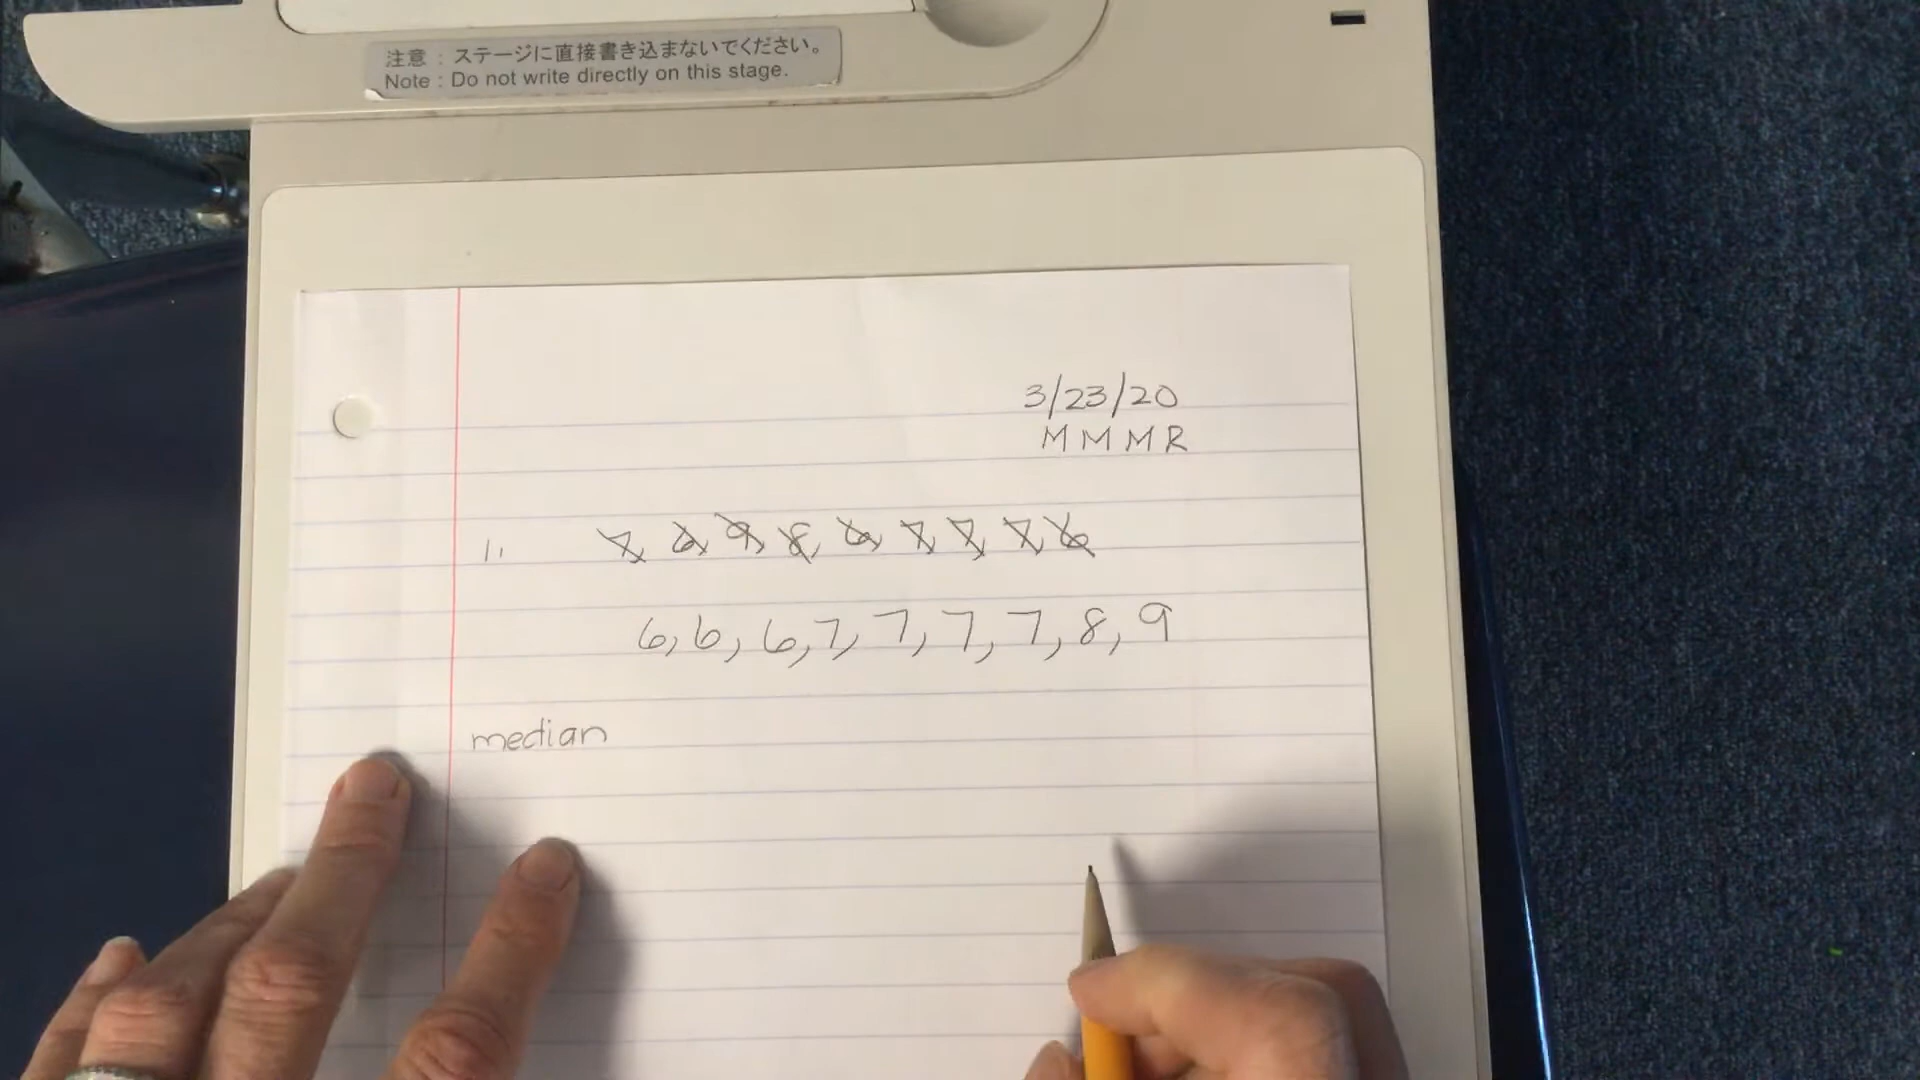 注意：ステージに直接書き込まないでください。
Note : Do not write directly on this stage.
3/23/20
M M M R
1. 7, 6, 9, 8, 6, 7, 7, 7, 6
6, 6, 6, 7, 7, 7, 7, 8, 9
median